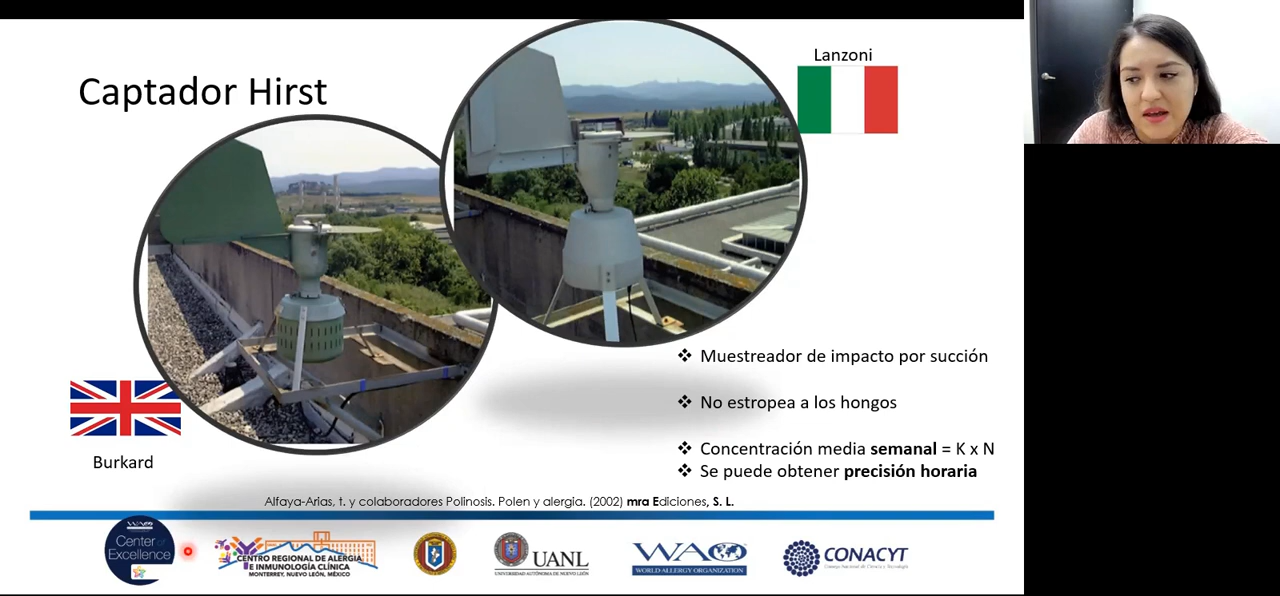 Lanzoni
Captador Hirst
Muestreador de impacto por succión
No estropea a los hongos
Concentración media semanal = K x N
Se puede obtener precisión horaria
Burkard
Alfaya-Arias, t. y colaboradores Polinosis. Polen y alergia. (2002) mra Ediciones, S. L.
WAO
Center of
Excellence
CENTRO REGIONAL DE ALERGIA
E INMUNOLOGÍA CLÍNICA
MONTERREY, NUEVO LEÓN, MÉXICO
UANL
UNIVERSIDAD AUTÓNOMA DE NUEVO LEÓN
WAO
WORLD ALLERGY ORGANIZATION
CONACYT
Consejo Nacional de Ciencia y Tecnología